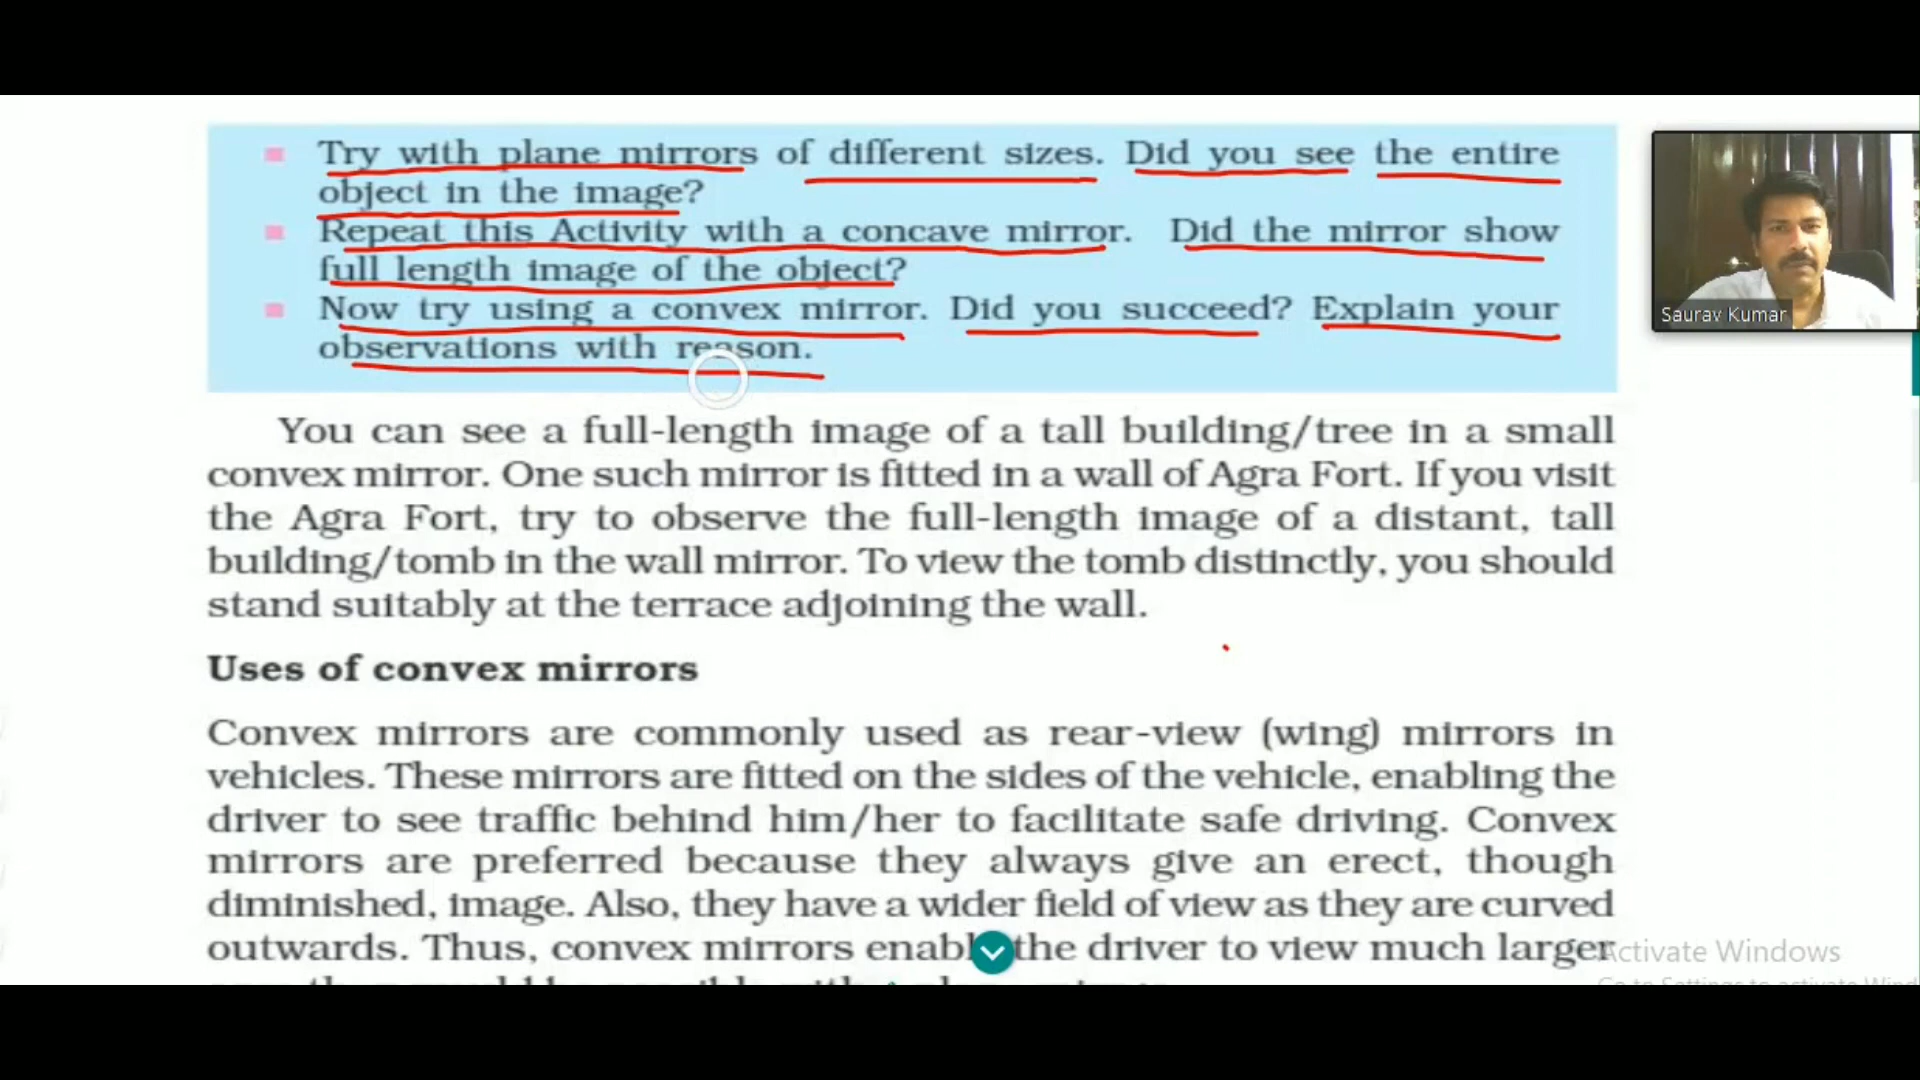 Try with plane mirrors of different sizes. Did you see the entire
object in the image?
Repeat this Activity with a concave mirror. Did the mirror show
full length image of the object?
Now try using a convex mirror. Did you succeed? Explain your
observations with reason.
Saurav Kumar
You can see a full-length image of a tall building/tree in a small
convex mirror. One such mirror is fitted in a wall of Agra Fort. If you visit
the Agra Fort, try to observe the full-length image of a distant, tall
building/tomb in the wall mirror. To view the tomb distinctly, you should
stand suitably at the terrace adjoining the wall.
Uses of convex mirrors
Convex mirrors are commonly used as rear-view (wing) mirrors in
vehicles. These mirrors are fitted on the sides of the vehicle, enabling the
driver to see traffic behind him/her to facilitate safe driving. Convex
mirrors are preferred because they always give an erect, though
diminished, image. Also, they have a wider field of view as they are curved
outwards. Thus, convex mirrors enabl the driver to view much larger
Activate Windows